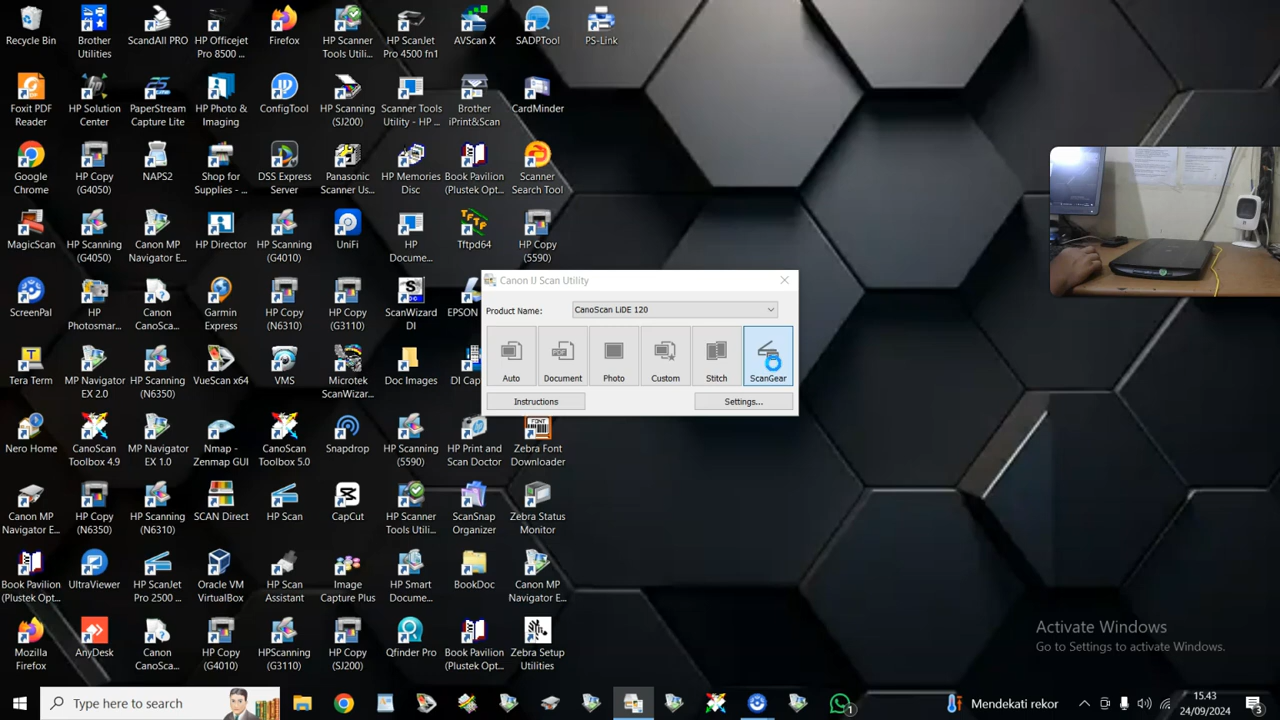 Recycle Bin
Brother
Utilities
ScandAll PRO
HP Officejet
Pro 8500 ...
Firefox
HP Scanner
Tools Utili...
HP ScanJet
Pro 4500 fn1
AVScan X
SADPTool
PS-Link
Foxit PDF
Reader
HP Solution
Center
PaperStream
Capture Lite
HP Photo &
Imaging
ConfigTool
HP Scanning
(SJ200)
Scanner Tools
Utility - HP ...
Brother
iPrint&Scan
CardMinder
Google
Chrome
HP Copy
(G4050)
NAPS2
Shop for
Supplies - ...
DSS Express
Server
Panasonic
Scanner Us...
HP Memories
Disc
Book Pavilion
(Plustek Opt...
Scanner
Search Tool
MagicScan
HP Scanning
(G4050)
Canon MP
Navigator E...
HP Director
HP Scanning
(G4010)
UniFi
HP
Docume...
Tftpd64
HP Copy
(5590)
Canon IJ Scan Utility
Product Name:
CanoScan LiDE 120
Auto
Document
Photo
Custom
Stitch
ScanGear
Instructions
Settings...
ScreenPal
HP
Photosmar...
Canon
CanoSca...
Garmin
Express
HP Copy
(N6310)
HP Copy
(G3110)
ScanWizard
DI
EPSON
Tera Term
MP Navigator
EX 2.0
HP Scanning
(N6350)
VueScan x64
VMS
Microtek
ScanWizar...
Doc Images
DI Cap
Nero Home
CanoScan
Toolbox 4.9
MP Navigator
EX 1.0
Nmap -
Zenmap GUI
CanoScan
Toolbox 5.0
Snapdrop
HP Scanning
(5590)
HP Print and
Scan Doctor
FONT
Zebra Font
Downloader
Canon MP
Navigator E...
HP Copy
(N6350)
HP Scanning
(N6310)
SCAN Direct
HP Scan
CapCut
HP Scanner
Tools Utili...
ScanSnap
Organizer
Zebra Status
Monitor
Book Pavilion
(Plustek Opt...
UltraViewer
HP ScanJet
Pro 2500 ...
Oracle VM
VirtualBox
HP Scan
Assistant
Image
Capture Plus
HP Smart
Docume...
BookDoc
Canon MP
Navigator E...
Mozilla
Firefox
AnyDesk
Canon
CanoSca...
HP Copy
(G4010)
HPScanning
(G3110)
HP Copy
(SJ200)
Qfinder Pro
Book Pavilion
(Plustek Opt...
Zebra Setup
Utilities
Activate Windows
Go to Settings to activate Windows.
Type here to search
1
Mendekati rekor
15.43
24/09/2024
3